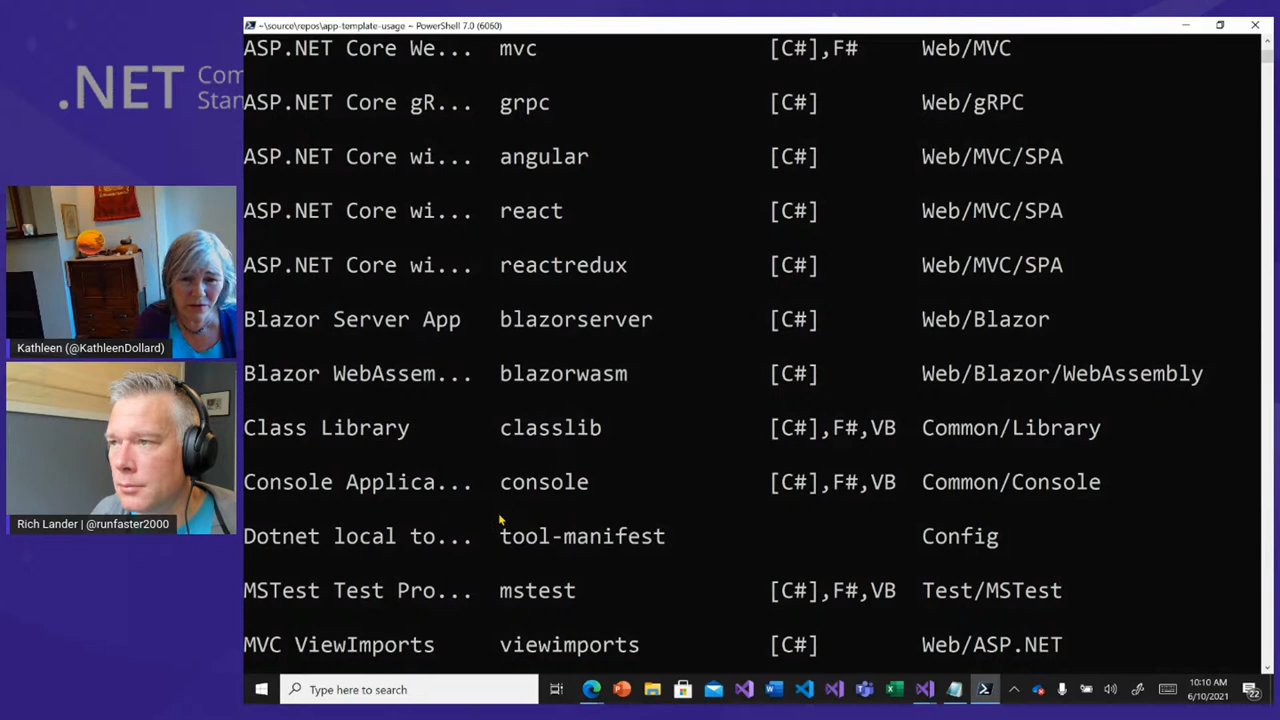 ~\source\repos\app-template-usage ~ PowerShell 7.0 (6060)
.NET Com
Stan
ASP.NET Core We... mvc [C#],F# Web/MVC
ASP.NET Core gR... grpc [C#] Web/gRPC
ASP.NET Core wi... angular [C#] Web/MVC/SPA
ASP.NET Core wi... react [C#] Web/MVC/SPA
ASP.NET Core wi... reactredux [C#] Web/MVC/SPA
Blazor Server App blazorserver [C#] Web/Blazor
Blazor WebAssem... blazorwasm [C#] Web/Blazor/WebAssembly
Class Library classlib [C#],F#,VB Common/Library
Console Applica... console [C#],F#,VB Common/Console
Dotnet local to... tool-manifest Config
MSTest Test Pro... mstest [C#],F#,VB Test/MSTest
MVC ViewImports viewimports [C#] Web/ASP.NET
Kathleen (@KathleenDollard)
Rich Lander | @runfaster2000
Type here to search
10:10 AM
6/10/2021
22